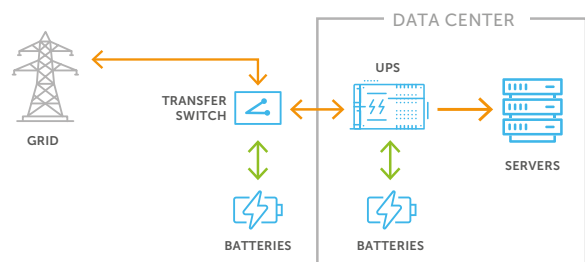 DATA CENTER
UPS
TRANSFER
SWITCH
GRID
SERVERS
BATTERIES
BATTERIES